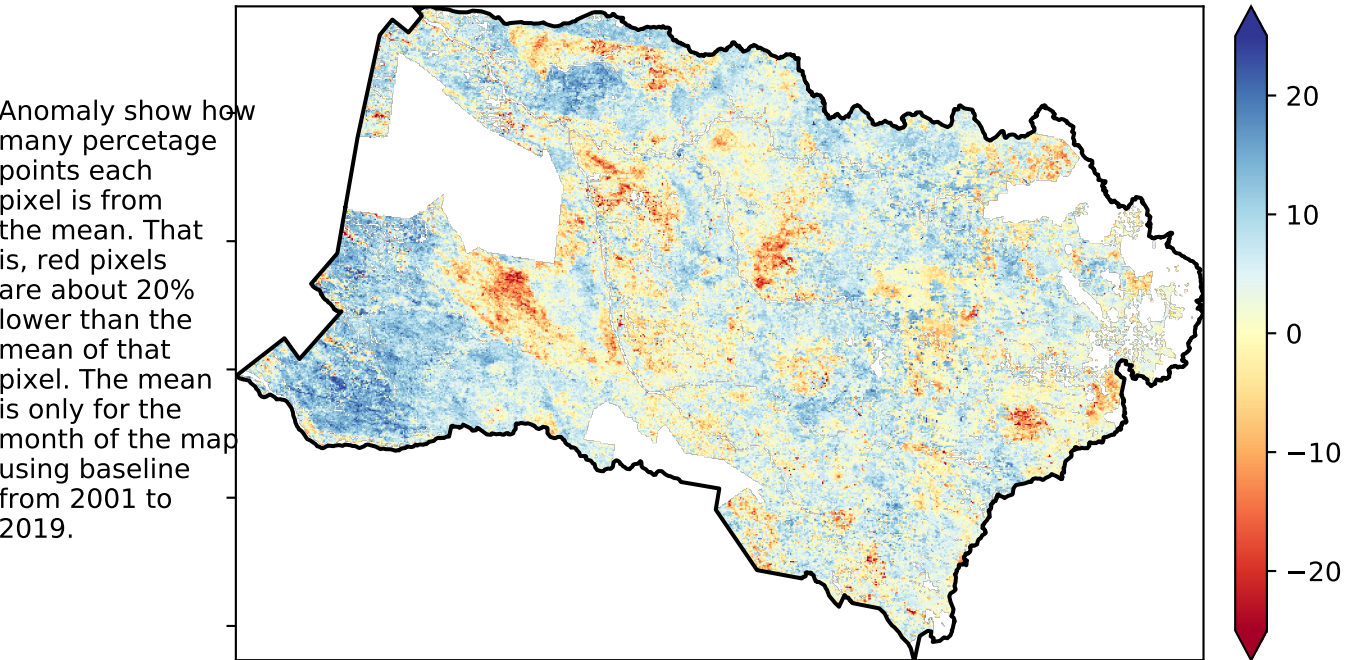 Anomaly show how
many percetage
points each
pixel is from
the mean. That
is, red pixels
are about 20%
lower than the
mean of that
pixel. The mean
is only for the
month of the map
using baseline
from 2001 to
2019.
20
10
0
−10
−20